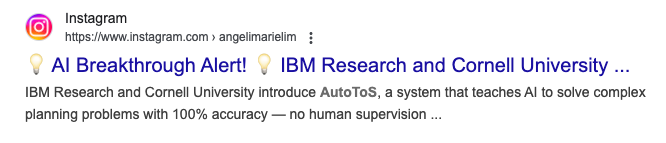 Instagram
https://www.instagram.com › angelimarielim
💡 AI Breakthrough Alert! 💡 IBM Research and Cornell University ...
IBM Research and Cornell University introduce AutoToS, a system that teaches AI to solve complex
planning problems with 100% accuracy — no human supervision ...